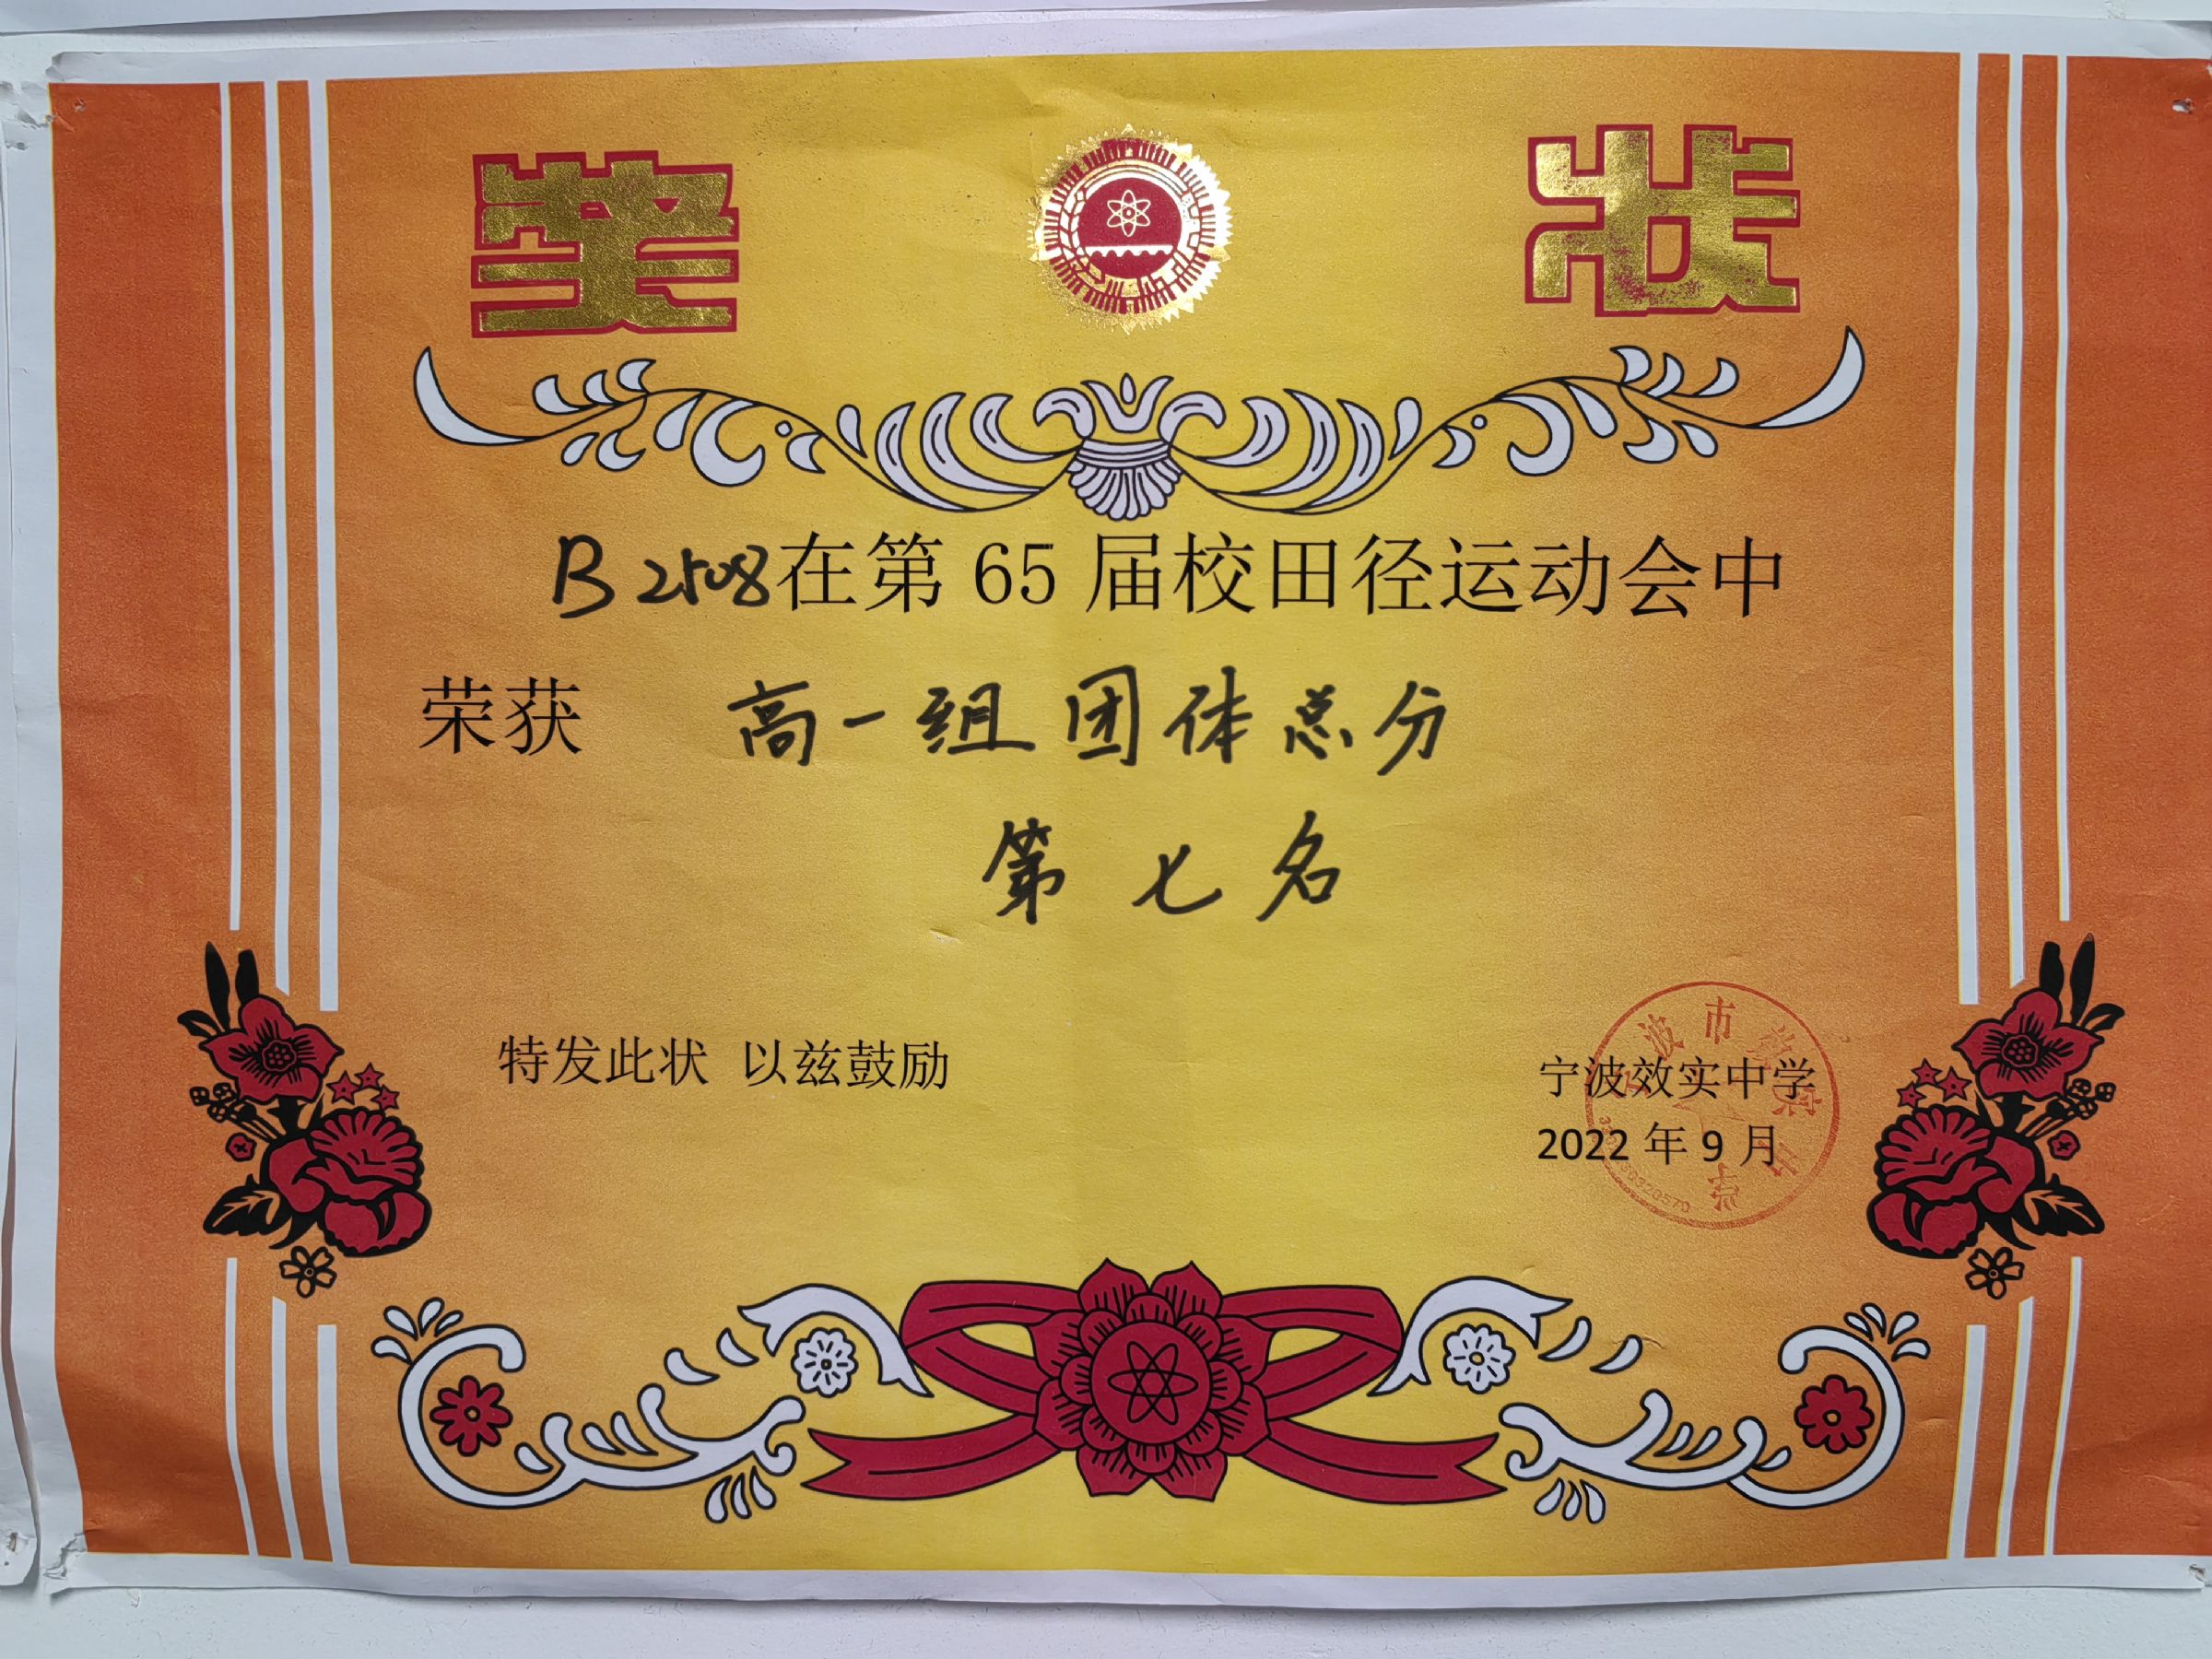 奖状
B2508在第65届校田径运动会中
荣获 高一组团体总分
第七名
特发此状 以兹鼓励
宁波效实中学
2022年9月